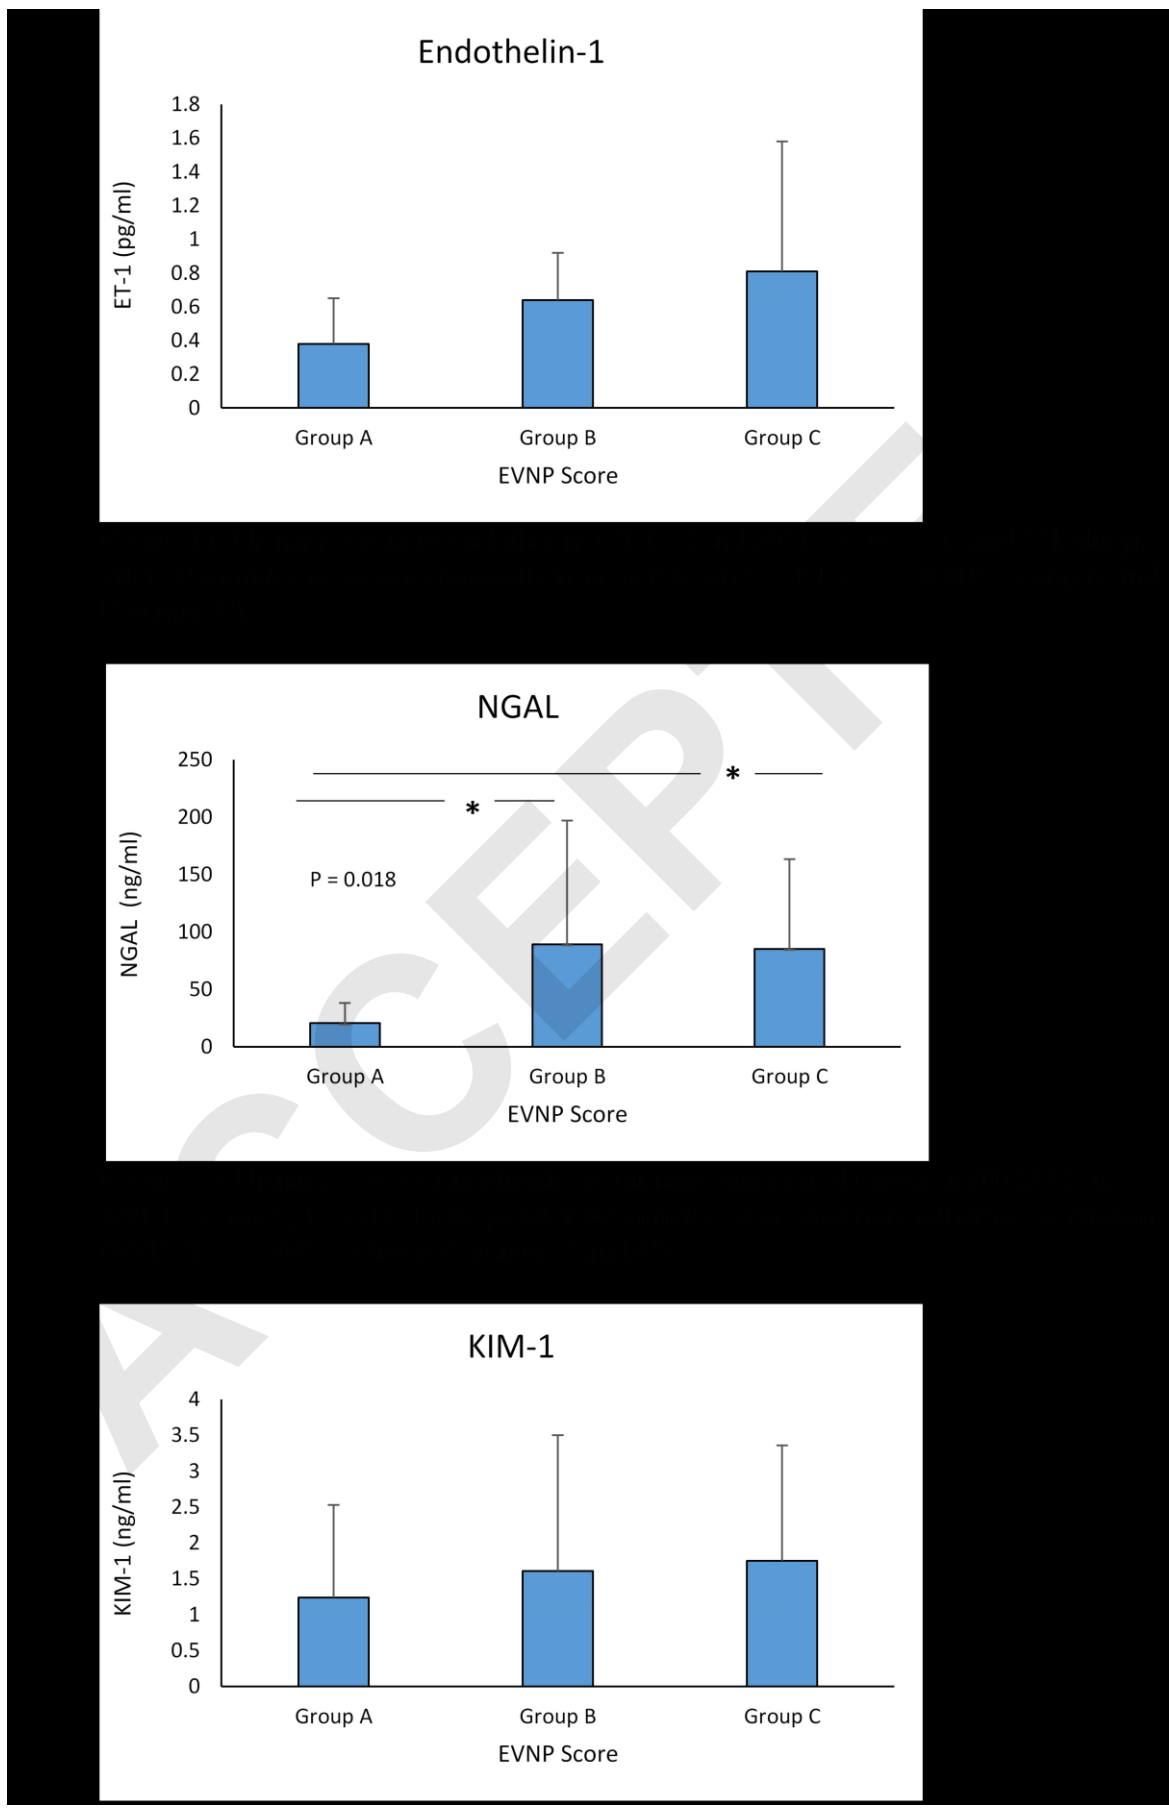 Endothelin-1
1.8
1.6
1.4
1.2
1
0.8
0.6
0.4
0.2
0
ET-1 (pg/ml)
Group A Group B Group C
EVNP Score
NGAL
250
200
150
100
50
0
NGAL (ng/ml)
*
*
P = 0.018
Group A Group B Group C
EVNP Score
KIM-1
4
3.5
3
2.5
2
1.5
1
0.5
0
KIM-1 (ng/ml)
Group A Group B Group C
EVNP Score
ACCEPT